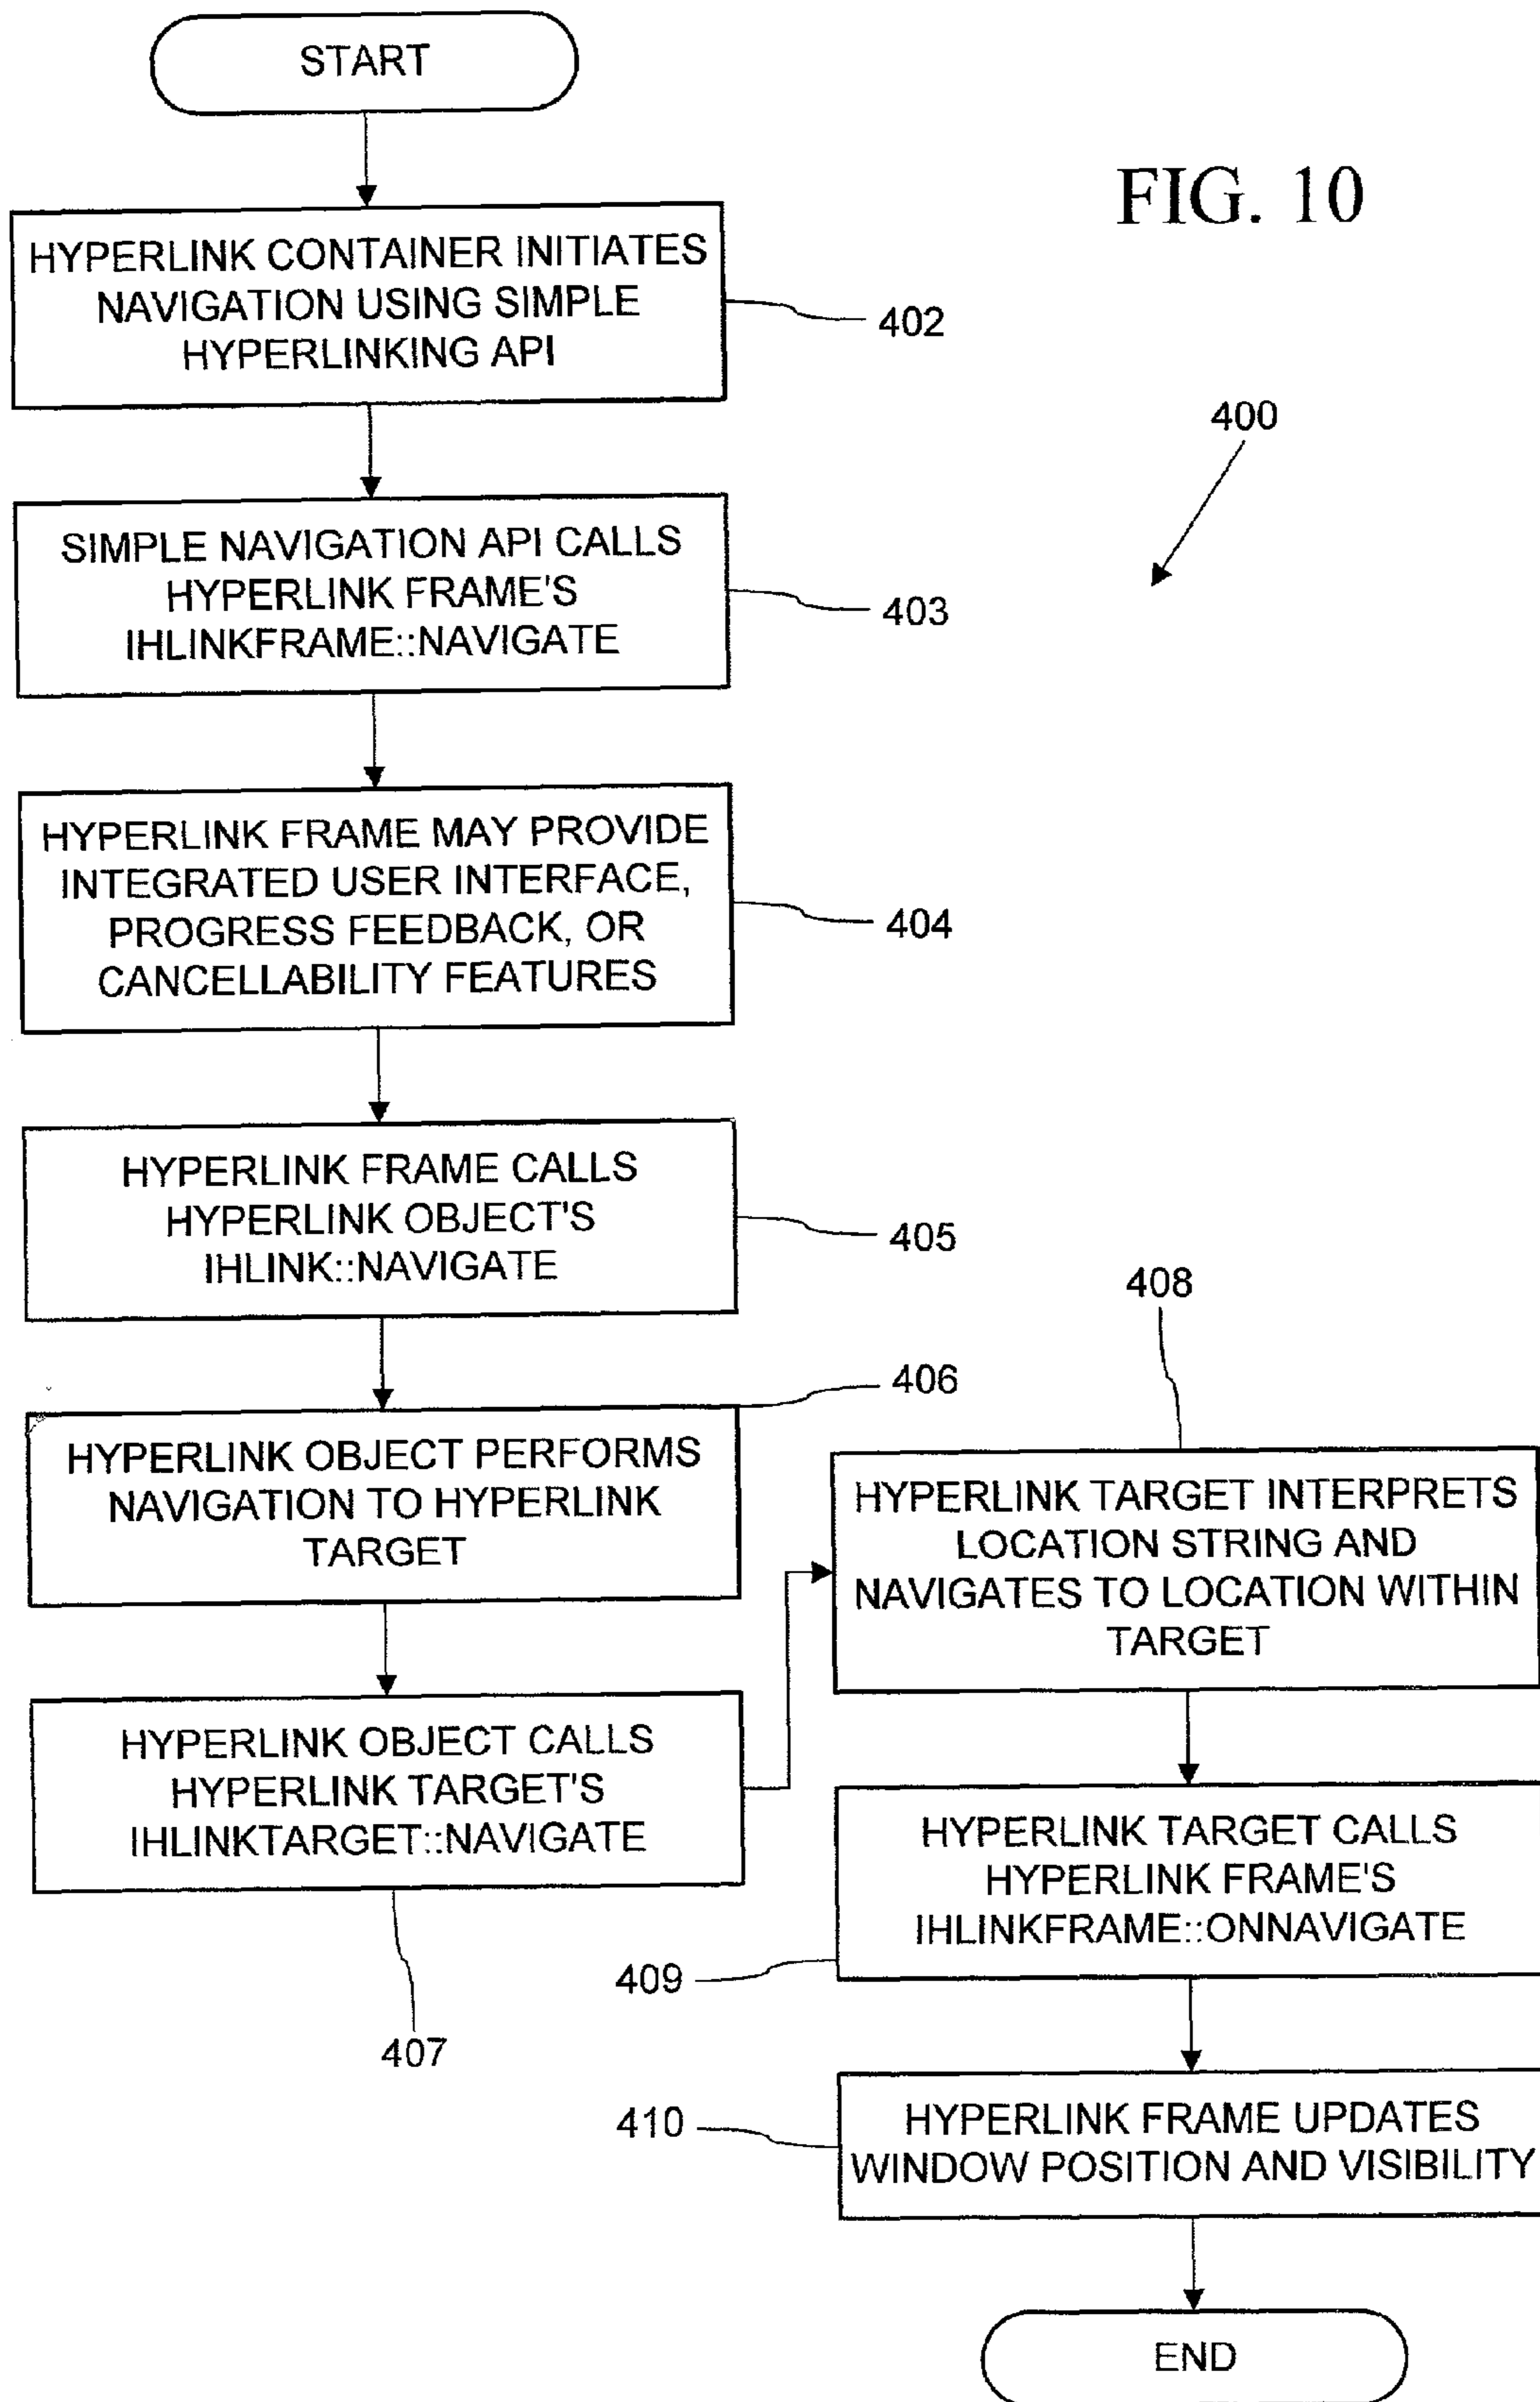 START
FIG. 10
HYPERLINK CONTAINER INITIATES
NAVIGATION USING SIMPLE
HYPERLINKING API
402
400
SIMPLE NAVIGATION API CALLS
HYPERLINK FRAME'S
IHLINKFRAME::NAVIGATE
403
HYPERLINK FRAME MAY PROVIDE
INTEGRATED USER INTERFACE,
PROGRESS FEEDBACK, OR
CANCELLABILITY FEATURES
404
HYPERLINK FRAME CALLS
HYPERLINK OBJECT'S
IHLINK::NAVIGATE
405
HYPERLINK OBJECT PERFORMS
NAVIGATION TO HYPERLINK
TARGET
406
HYPERLINK OBJECT CALLS
HYPERLINK TARGET'S
IHLINKTARGET::NAVIGATE
407
408
HYPERLINK TARGET INTERPRETS
LOCATION STRING AND
NAVIGATES TO LOCATION WITHIN
TARGET
HYPERLINK TARGET CALLS
HYPERLINK FRAME'S
IHLINKFRAME::ONNAVIGATE
409
HYPERLINK FRAME UPDATES
WINDOW POSITION AND VISIBILITY
410
END